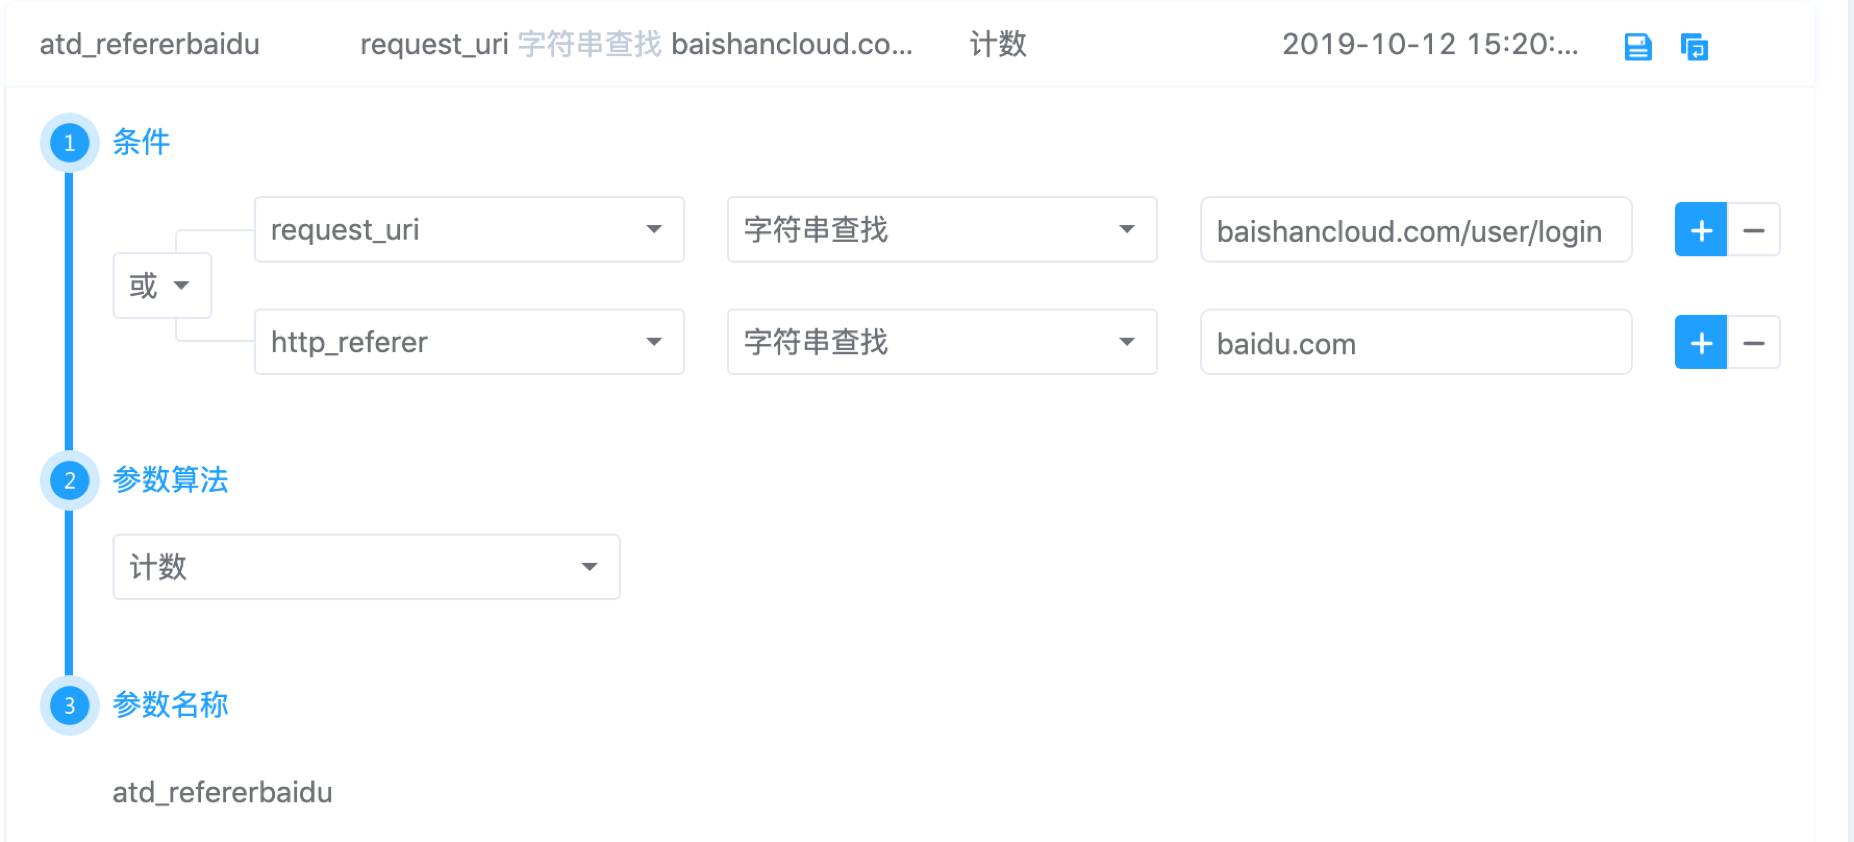 atd_refererbaidu request_uri 字符串查找 baishancloud.co... 计数 2019-10-12 15:20:...
1 条件
request_uri 字符串查找 baishancloud.com/user/login + −
或
http_referer 字符串查找 baidu.com + −
2 参数算法
计数
3 参数名称
atd_refererbaidu